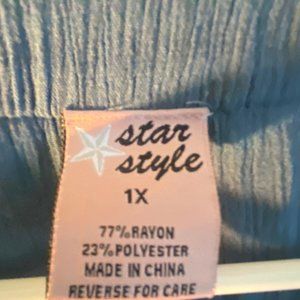 star
style
1X
77%RAYON
23%POLYESTER
MADE IN CHINA
REVERSE FOR CARE